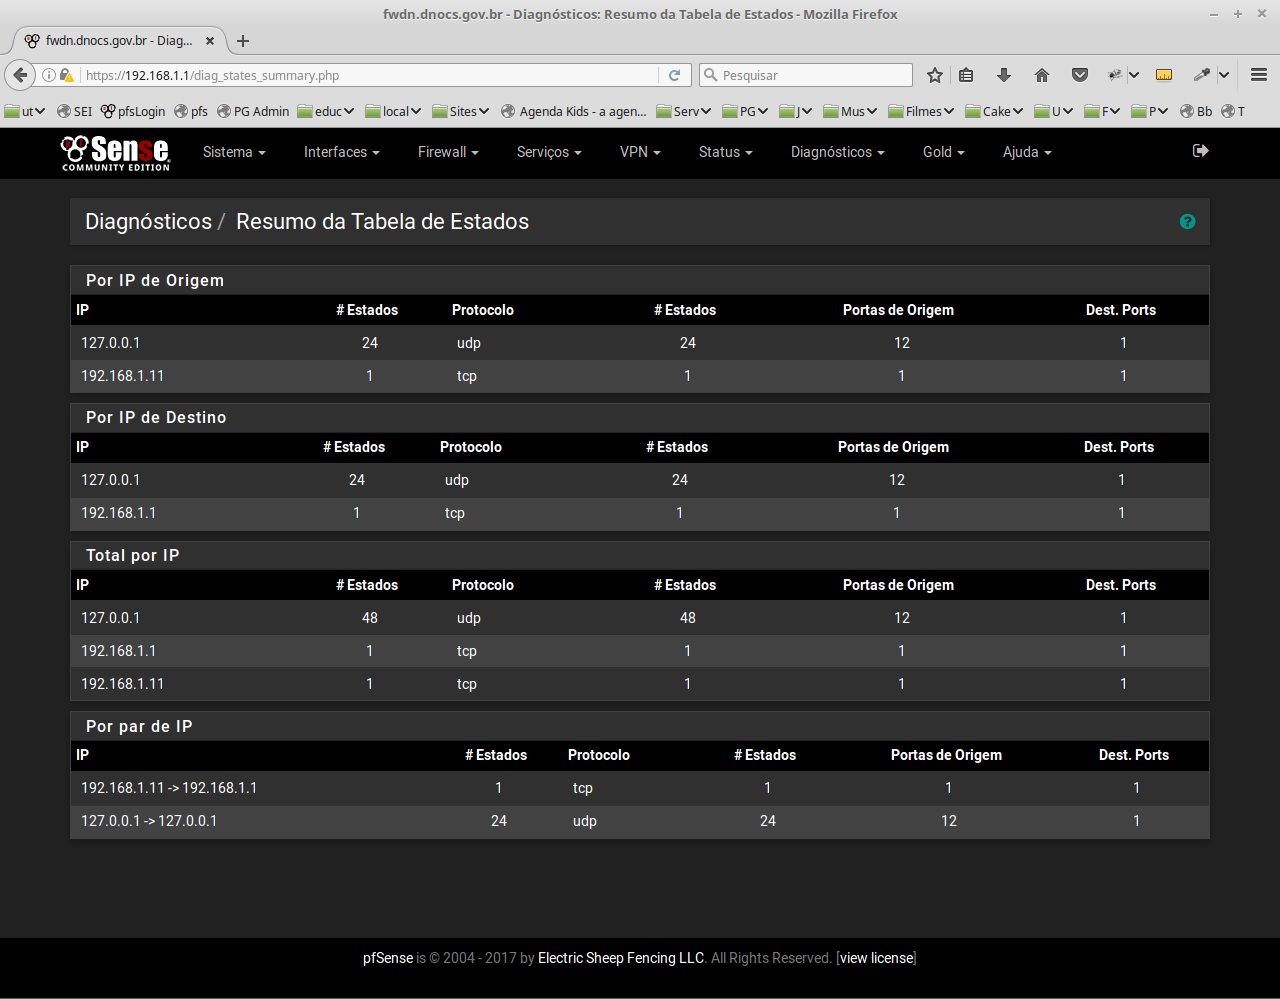 fwdn.dnocs.gov.br - Diagnósticos: Resumo da Tabela de Estados - Mozilla Firefox
fwdn.dnocs.gov.br - Diag...
https://192.168.1.1/diag_states_summary.php Pesquisar
ut SEI pfsLogin pfs PG Admin educ local Sites Agenda Kids - a agen... Serv PG J Mus Filmes Cake U F P Bb T
Sense Sistema Interfaces Firewall Serviços VPN Status Diagnósticos Gold Ajuda
COMMUNITY EDITION
Diagnósticos / Resumo da Tabela de Estados
Por IP de Origem
IP # Estados Protocolo # Estados Portas de Origem Dest. Ports
127.0.0.1 24 udp 24 12 1
192.168.1.11 1 tcp 1 1 1
Por IP de Destino
IP # Estados Protocolo # Estados Portas de Origem Dest. Ports
127.0.0.1 24 udp 24 12 1
192.168.1.1 1 tcp 1 1 1
Total por IP
IP # Estados Protocolo # Estados Portas de Origem Dest. Ports
127.0.0.1 48 udp 48 12 1
192.168.1.1 1 tcp 1 1 1
192.168.1.11 1 tcp 1 1 1
Por par de IP
IP # Estados Protocolo # Estados Portas de Origem Dest. Ports
192.168.1.11 -> 192.168.1.1 1 tcp 1 1 1
127.0.0.1 -> 127.0.0.1 24 udp 24 12 1
pfSense is © 2004 - 2017 by Electric Sheep Fencing LLC. All Rights Reserved. [view license]